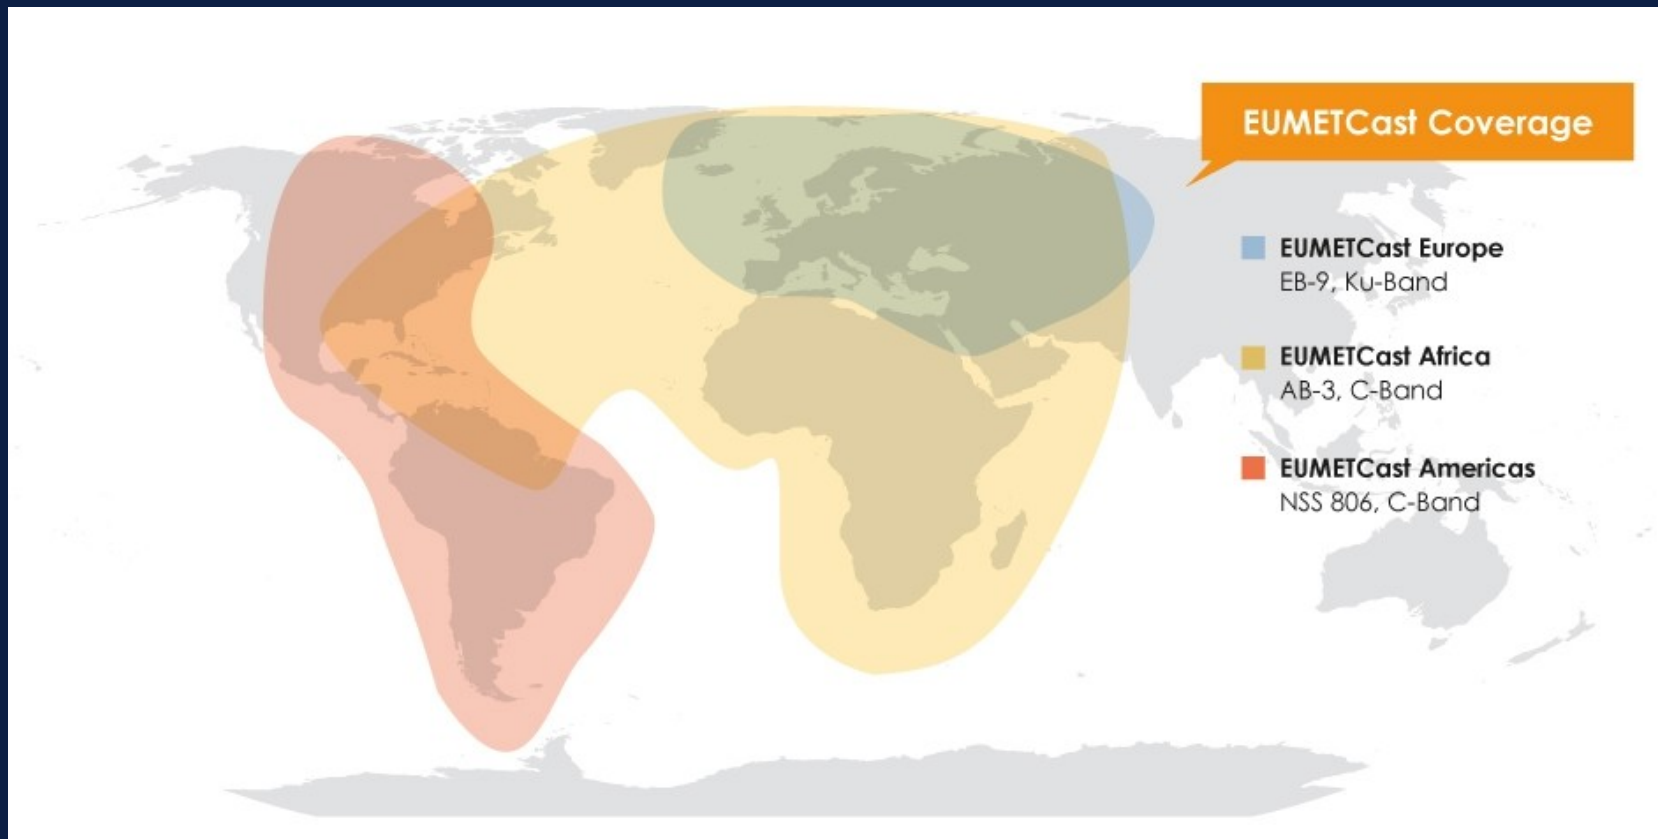 EUMETCast Coverage
EUMETCast Europe
EB-9, Ku-Band
EUMETCast Africa
AB-3, C-Band
EUMETCast Americas
NSS 806, C-Band